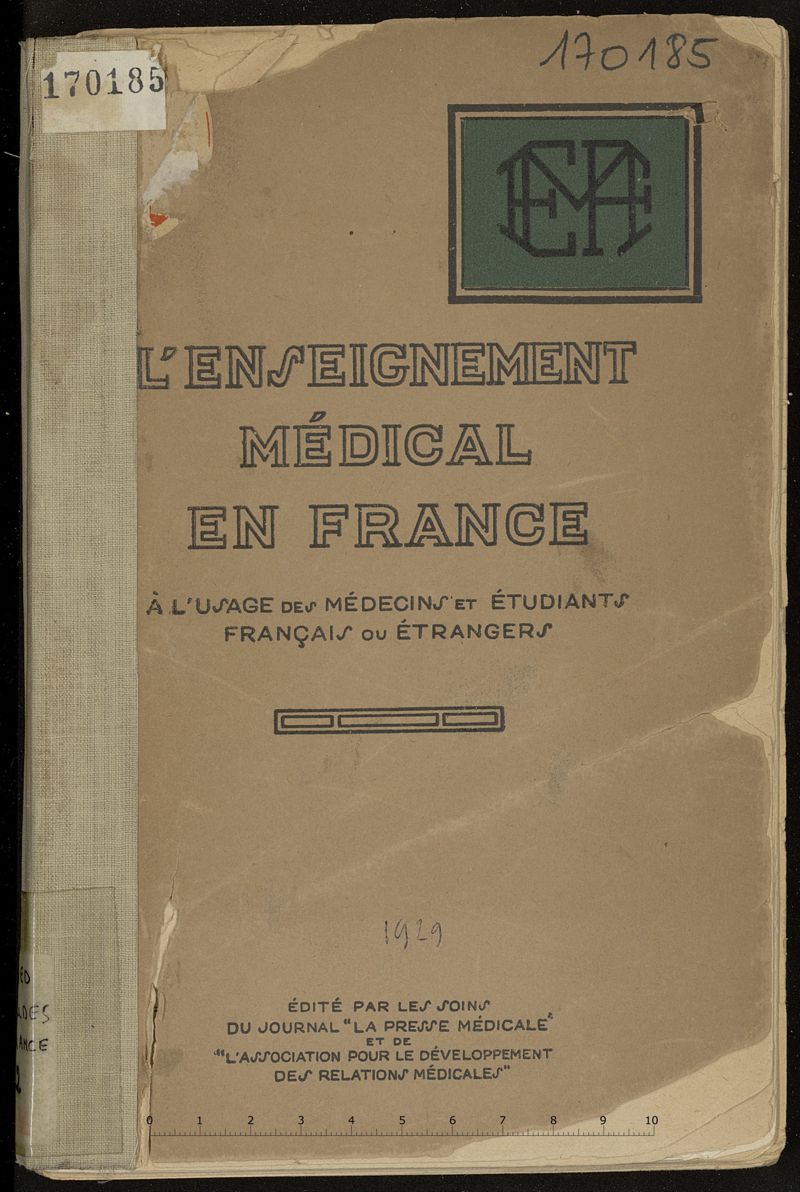 170185
170185
L'ENSEIGNEMENT
MÉDICAL
EN FRANCE
À L'USAGE DES MÉDECINS ET ÉTUDIANTS
FRANÇAIS OU ÉTRANGERS
1929
ÉDITÉ PAR LES SOINS
DU JOURNAL "LA PRESSE MÉDICALE"
ET DE
"L'ASSOCIATION POUR LE DÉVELOPPEMENT
DES RELATIONS MÉDICALES"
0 1 2 3 4 5 6 7 8 9 10